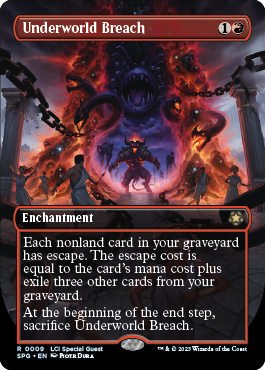 Underworld Breach 1
Enchantment
Each nonland card in your graveyard
has escape. The escape cost is
equal to the card's mana cost plus
exile three other cards from your
graveyard.
At the beginning of the end step,
sacrifice Underworld Breach.
R 0009 LCI Special Guest
SPG • EN Piotr Dura
™ & © 2023 Wizards of the Coast